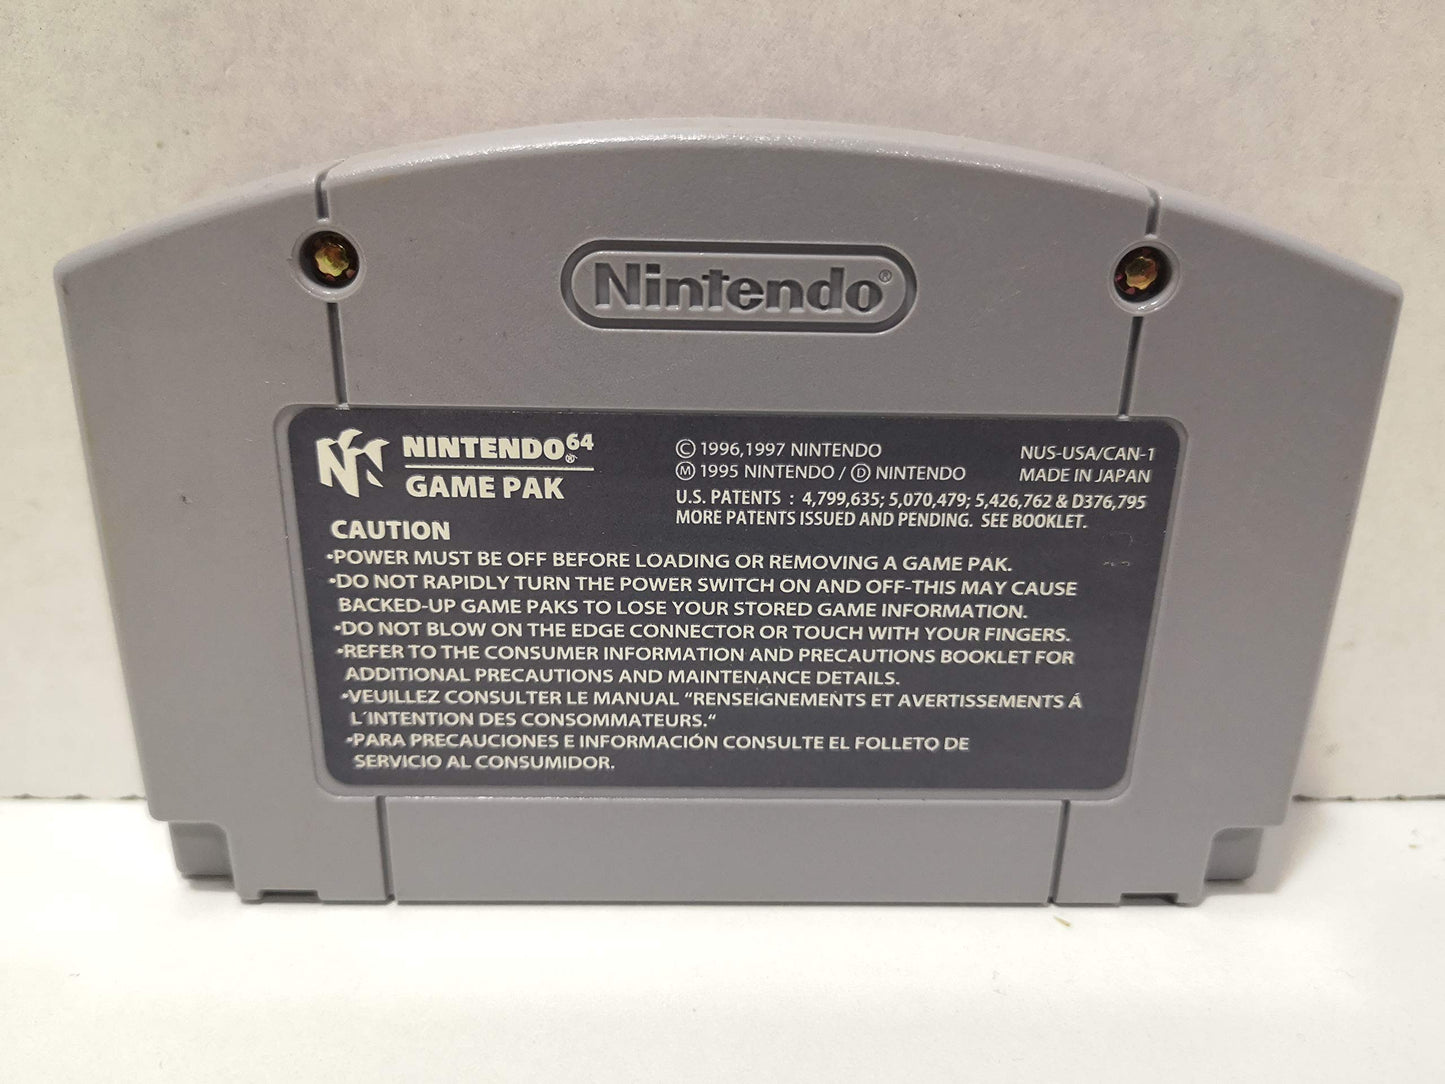 Nintendo®
NINTENDO64®
GAME PAK
© 1996,1997 NINTENDO
Ⓜ 1995 NINTENDO / Ⓓ NINTENDO
NUS-USA/CAN-1
MADE IN JAPAN
U.S. PATENTS : 4,799,635; 5,070,479; 5,426,762 & D376,795
MORE PATENTS ISSUED AND PENDING. SEE BOOKLET.
CAUTION
•POWER MUST BE OFF BEFORE LOADING OR REMOVING A GAME PAK.
•DO NOT RAPIDLY TURN THE POWER SWITCH ON AND OFF-THIS MAY CAUSE
BACKED-UP GAME PAKS TO LOSE YOUR STORED GAME INFORMATION.
•DO NOT BLOW ON THE EDGE CONNECTOR OR TOUCH WITH YOUR FINGERS.
•REFER TO THE CONSUMER INFORMATION AND PRECAUTIONS BOOKLET FOR
ADDITIONAL PRECAUTIONS AND MAINTENANCE DETAILS.
•VEUILLEZ CONSULTER LE MANUAL "RENSEIGNEMENTS ET AVERTISSEMENTS Á
L'INTENTION DES CONSOMMATEURS."
•PARA PRECAUCIONES E INFORMACIÓN CONSULTE EL FOLLETO DE
SERVICIO AL CONSUMIDOR.